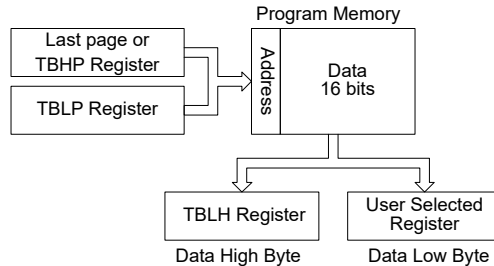 Program Memory
Last page or
TBHP Register
TBLP Register
Address
Data
16 bits
TBLH Register
User Selected
Register
Data High Byte
Data Low Byte